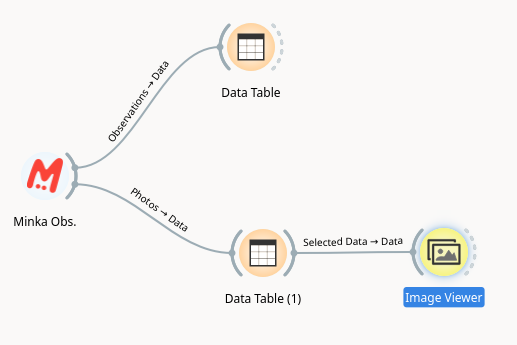 Observations → Data
Data Table
Minka Obs.
Photos → Data
Selected Data → Data
Data Table (1)
Image Viewer